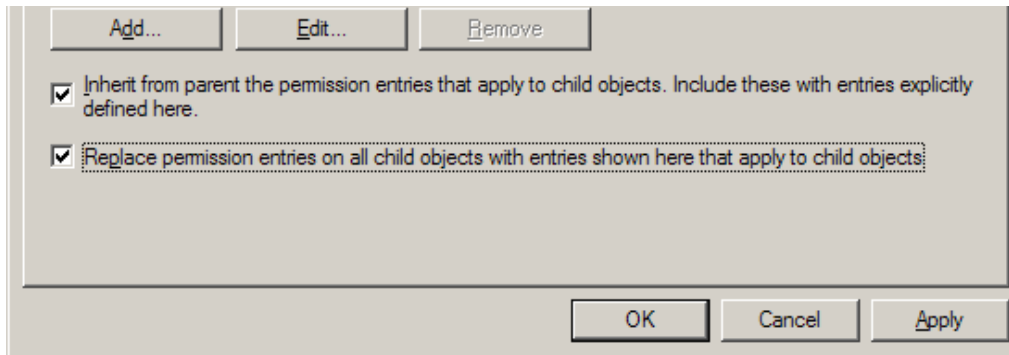 Add... Edit... Remove
Inherit from parent the permission entries that apply to child objects. Include these with entries explicitly
defined here.
Replace permission entries on all child objects with entries shown here that apply to child objects
OK Cancel Apply